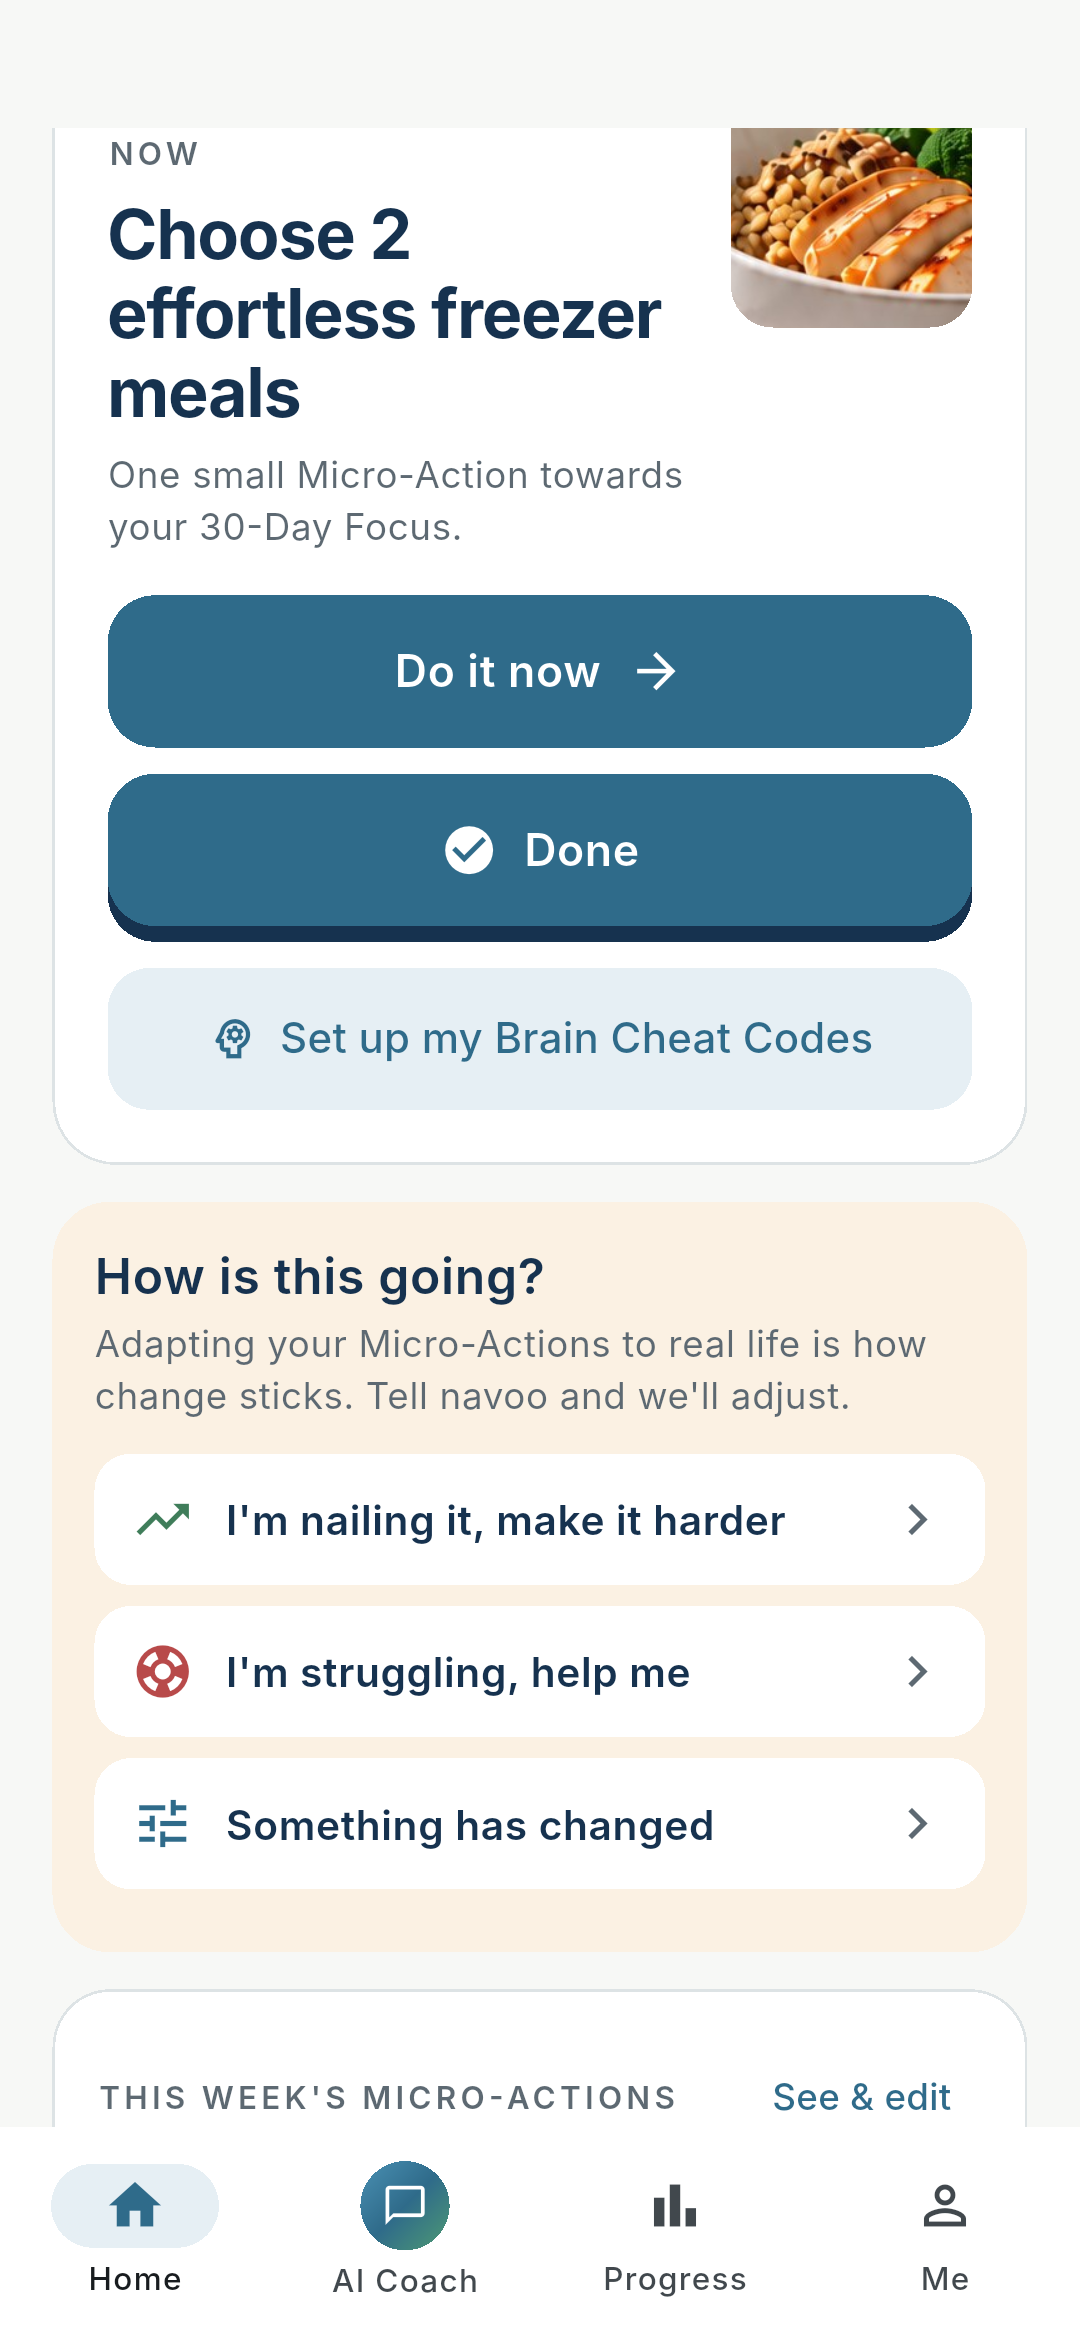 NOW
Choose 2
effortless freezer
meals
One small Micro-Action towards
your 30-Day Focus.
Do it now
Done
Set up my Brain Cheat Codes
How is this going?
Adapting your Micro-Actions to real life is how
change sticks. Tell navoo and we'll adjust.
I'm nailing it, make it harder
I'm struggling, help me
Something has changed
THIS WEEK'S MICRO-ACTIONS
See & edit
Home
AI Coach
Progress
Me